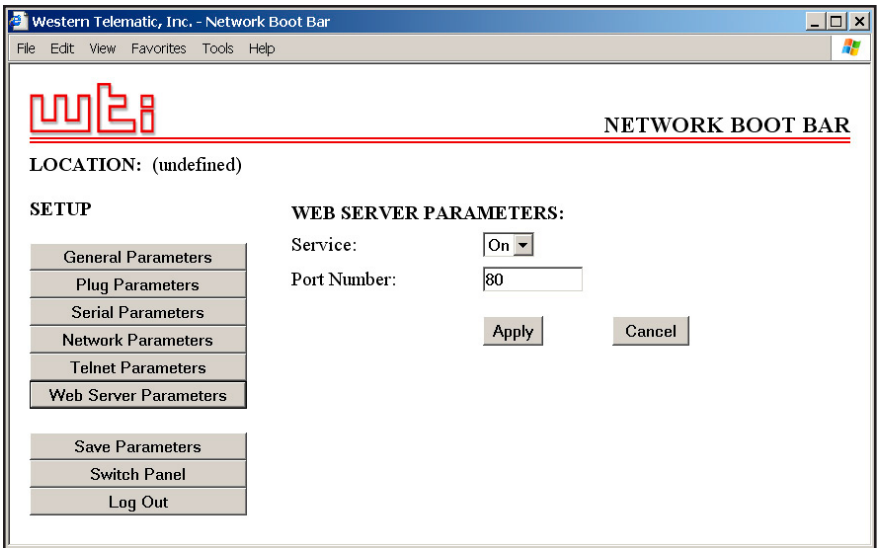 Western Telematic, Inc. - Network Boot Bar
File Edit View Favorites Tools Help
wti
NETWORK BOOT BAR
LOCATION: (undefined)
SETUP
General Parameters
Plug Parameters
Serial Parameters
Network Parameters
Telnet Parameters
Web Server Parameters
Save Parameters
Switch Panel
Log Out
WEB SERVER PARAMETERS:
Service: On
Port Number: 80
Apply Cancel